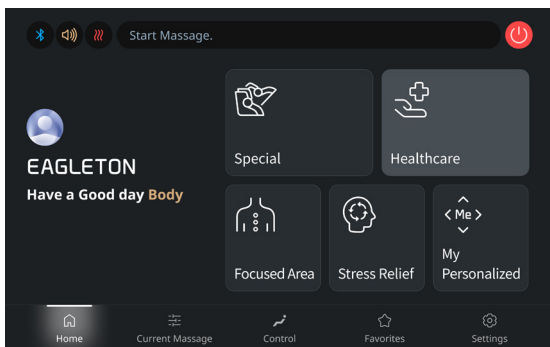 Start Massage.
EAGLETON
Have a Good day Body
Special
Healthcare
Focused Area
Stress Relief
< Me >
My
Personalized
Home
Current Massage
Control
Favorites
Settings